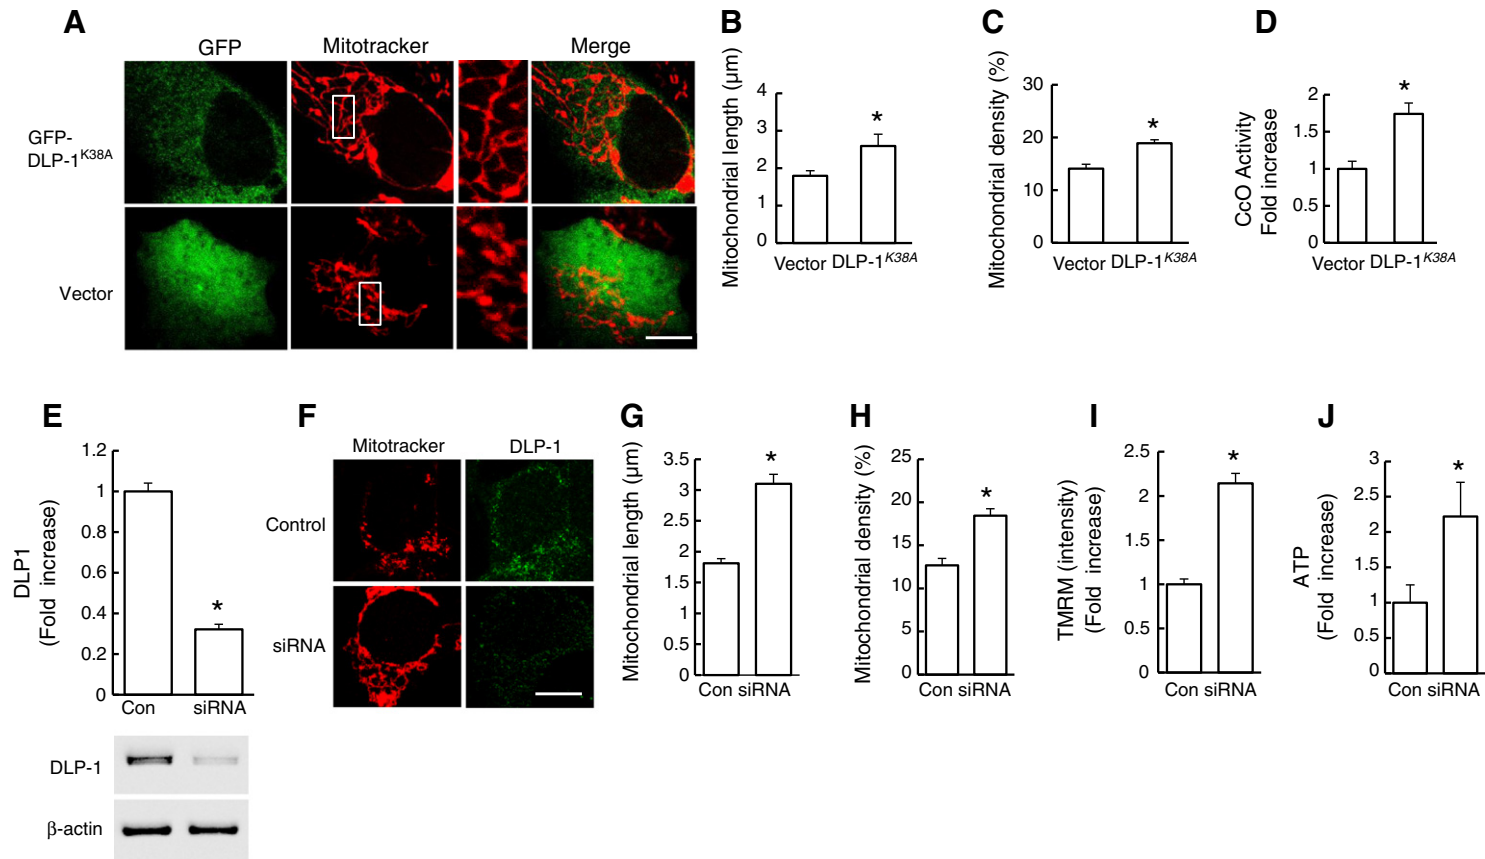 A
GFP
Mitotracker
Merge
GFP-
DLP-1K38A
Vector
B
Mitochondrial length (μm)
4
3
2
1
0
*
Vector DLP-1K38A
C
Mitochondrial density (%)
30
20
10
0
*
Vector DLP-1K38A
D
CcO Activity
Fold increase
2
1.5
1
0.5
0
*
Vector DLP-1K38A
E
DLP1
(Fold increase)
1.2
1
0.8
0.6
0.4
0.2
0
*
Con siRNA
DLP-1
β-actin
F
Mitotracker
DLP-1
Control
siRNA
G
Mitochondrial length (μm)
3.5
3
2.5
2
1.5
1
0.5
0
*
Con siRNA
H
Mitochondrial density (%)
25
20
15
10
5
0
*
Con siRNA
I
TMRM (intensity)
(Fold increase)
2.5
2
1.5
1
0.5
0
*
Con siRNA
J
ATP
(Fold increase)
3
2.5
2
1.5
1
0.5
0
*
Con siRNA